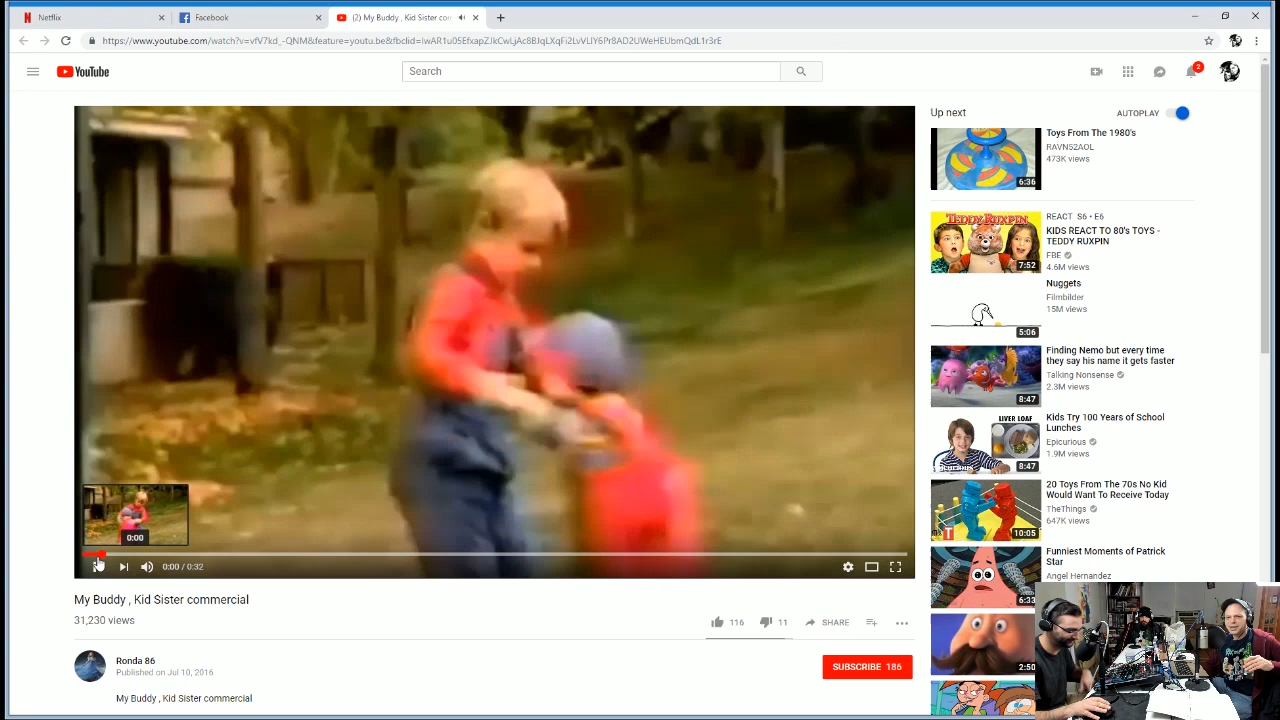 Netflix
Facebook
(2) My Buddy , Kid Sister con
https://www.youtube.com/watch?v=vfV7kd_-QNM&feature=youtu.be&fbclid=
YouTube
Search
2
Up next
AUTOPLAY
Toys From The 1980's
RAVN52AOL
473K views
6:36
TEDDY RUXPIN
REACT S6 • E6
KIDS REACT TO 80's TOYS -
TEDDY RUXPIN
FBE
4.6M views
7:52
Nuggets
Filmbilder
15M views
5:06
Finding Nemo but every time
they say his name it gets faster
Talking Nonsense
2.3M views
8:47
LIVER LOAF
Kids Try 100 Years of School
Lunches
Epicurious
1.9M views
8:47
20 Toys From The 70s No Kid
Would Want To Receive Today
TheThings
647K views
10:05
Funniest Moments of Patrick
Star
Angel Hernandez
6:33
2:50
0:00
0:00 / 0:32
My Buddy , Kid Sister commercial
31,230 views
116
11
SHARE
Ronda 86
Published on Jul 10, 2016
SUBSCRIBE 186
My Buddy , Kid Sister commercial